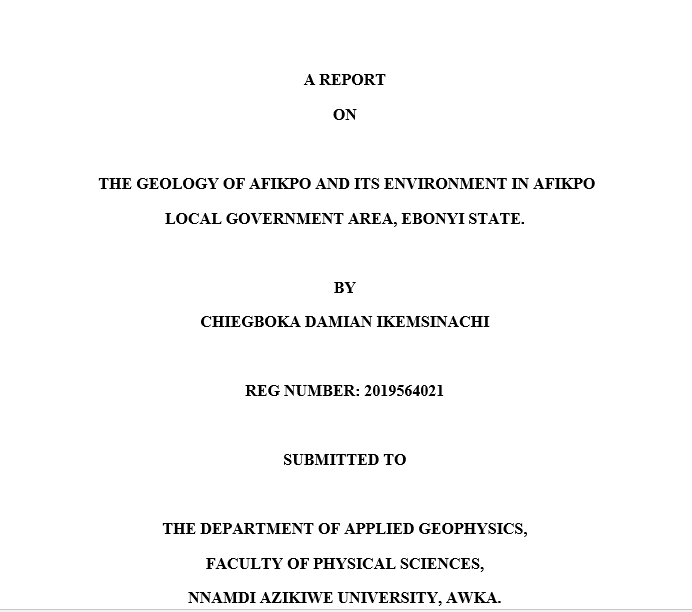 A REPORT
ON
THE GEOLOGY OF AFIKPO AND ITS ENVIRONMENT IN AFIKPO
LOCAL GOVERNMENT AREA, EBONYI STATE.
BY
CHIEGBOKA DAMIAN IKEMSINACHI
REG NUMBER: 2019564021
SUBMITTED TO
THE DEPARTMENT OF APPLIED GEOPHYSICS,
FACULTY OF PHYSICAL SCIENCES,
NNAMDI AZIKIWE UNIVERSITY, AWKA.